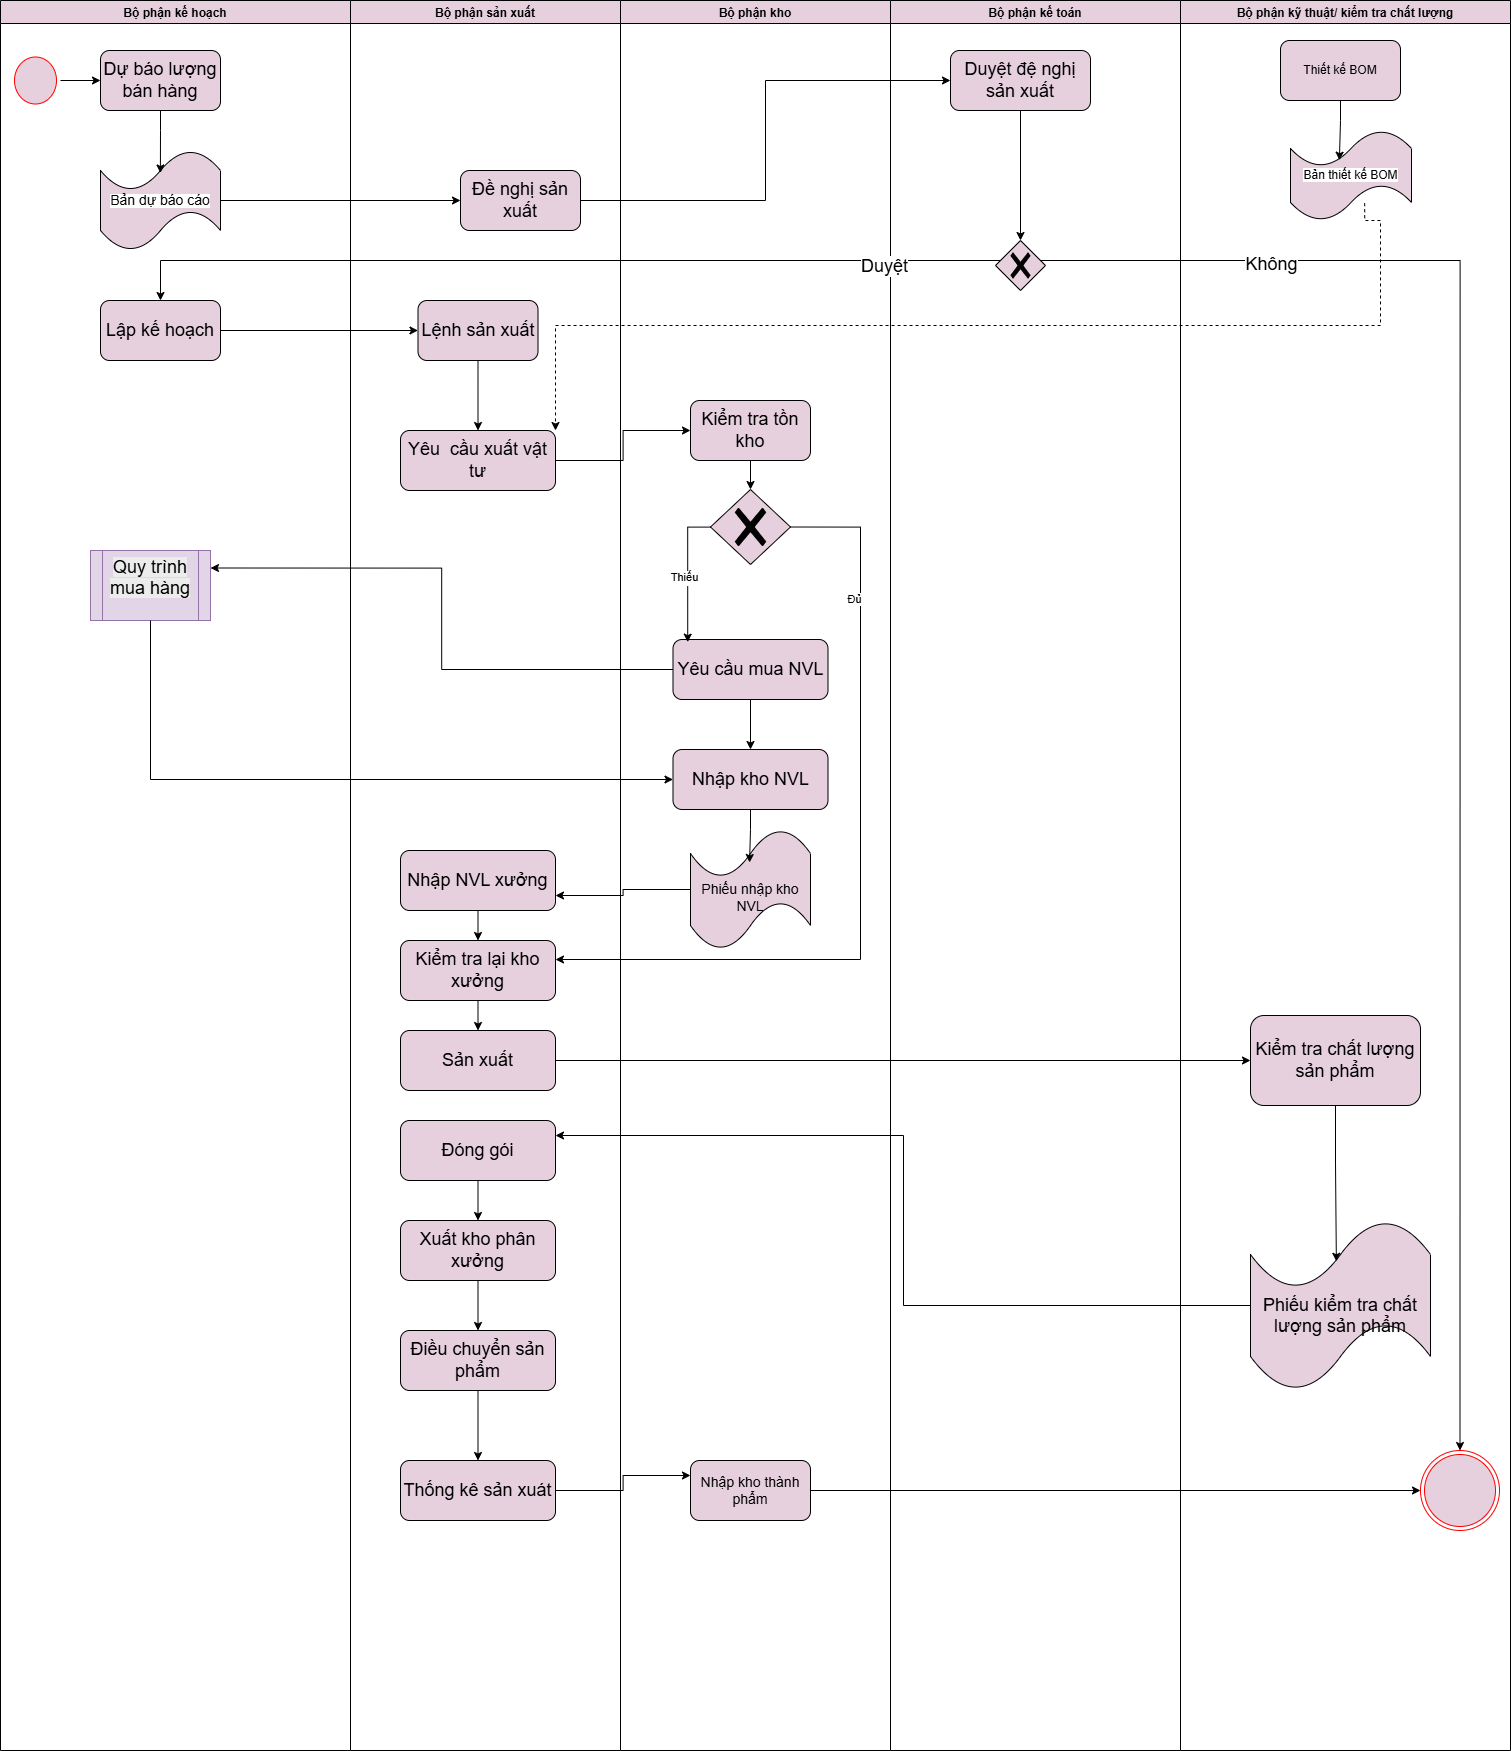 Bộ phận kế hoạch
Bộ phận sản xuất
Bộ phận kho
Bộ phận kế toán
Bộ phận kỹ thuật/ kiểm tra chất lượng
Dự báo lượng
bán hàng
Duyệt đệ nghị
sản xuất
Thiết kế BOM
Bản dự báo cáo
Đề nghị sản
xuất
Bản thiết kế BOM
Duyệt
Không
Lập kế hoạch
Lệnh sản xuất
Yêu  cầu xuất vật
tư
Kiểm tra tồn
kho
Thiếu
Đủ
Quy trình
mua hàng
Yêu cầu mua NVL
Nhập kho NVL
Phiếu nhập kho
NVL
Nhập NVL xưởng
Kiểm tra lại kho
xưởng
Sản xuất
Kiểm tra chất lượng
sản phẩm
Đóng gói
Xuất kho phân
xưởng
Phiếu kiểm tra chất
lượng sản phẩm
Điều chuyển sản
phẩm
Thống kê sản xuát
Nhập kho thành
phẩm